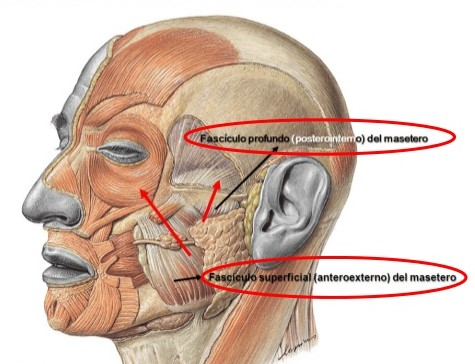 Fascículo profundo (posterointerno) del masetero
Fascículo superficial (anteroexterno) del masetero